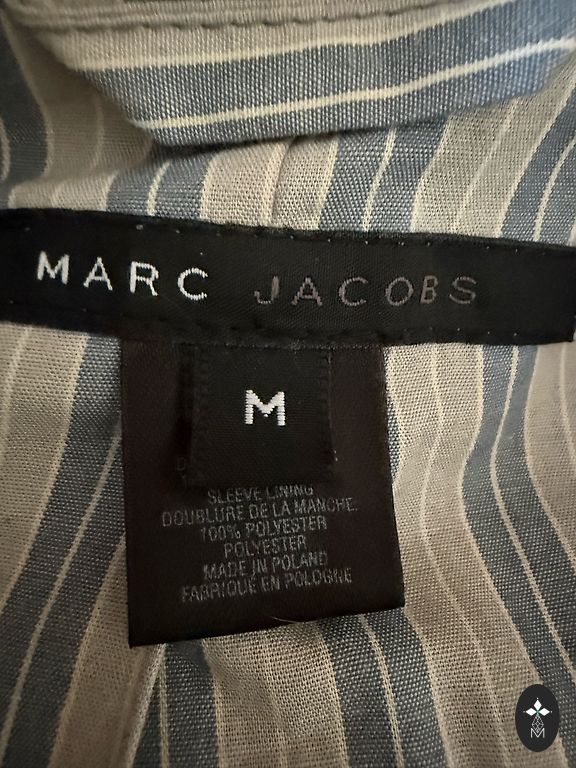 MARC JACOBS
M
SLEEVE LINING
DOUBLURE DE LA MANCHE
100% POLYESTER
POLYESTER
MADE IN POLAND
FABRIQUE EN POLOGNE
M